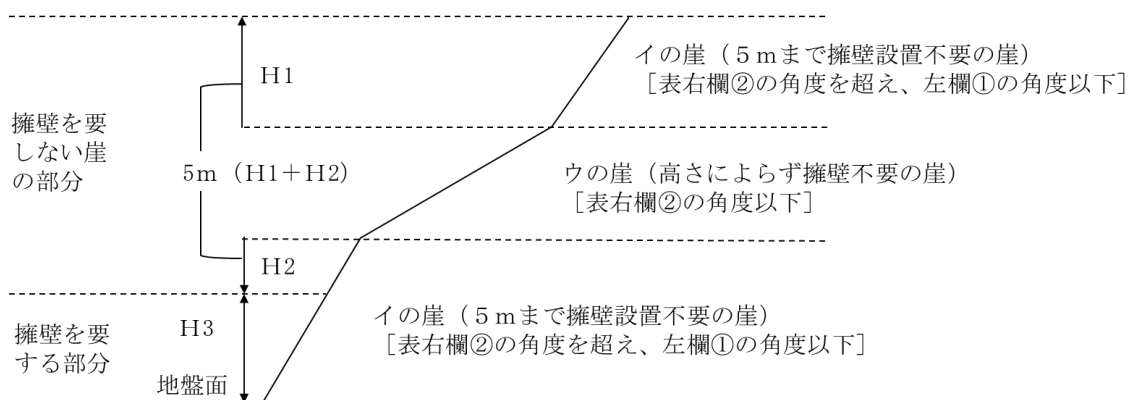 イの崖（５ｍまで擁壁設置不要の崖）
［表右欄②の角度を超え、左欄①の角度以下］
H1
擁壁を要
しない崖
の部分
5m（H1＋H2）
ウの崖（高さによらず擁壁不要の崖）
［表右欄②の角度以下］
H2
イの崖（５ｍまで擁壁設置不要の崖）
［表右欄②の角度を超え、左欄①の角度以下］
擁壁を要
する部分
H3
地盤面